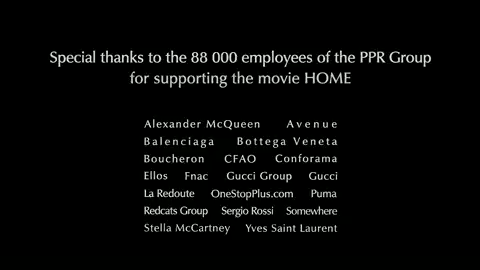 Special thanks to the 88 000 employees of the PPR Group
for supporting the movie HOME
Alexander McQueen Avenue
Balenciaga Bottega Veneta
Boucheron CFAO Conforama
Ellos Fnac Gucci Group Gucci
La Redoute OneStopPlus.com Puma
Redcats Group Sergio Rossi Somewhere
Stella McCartney Yves Saint Laurent